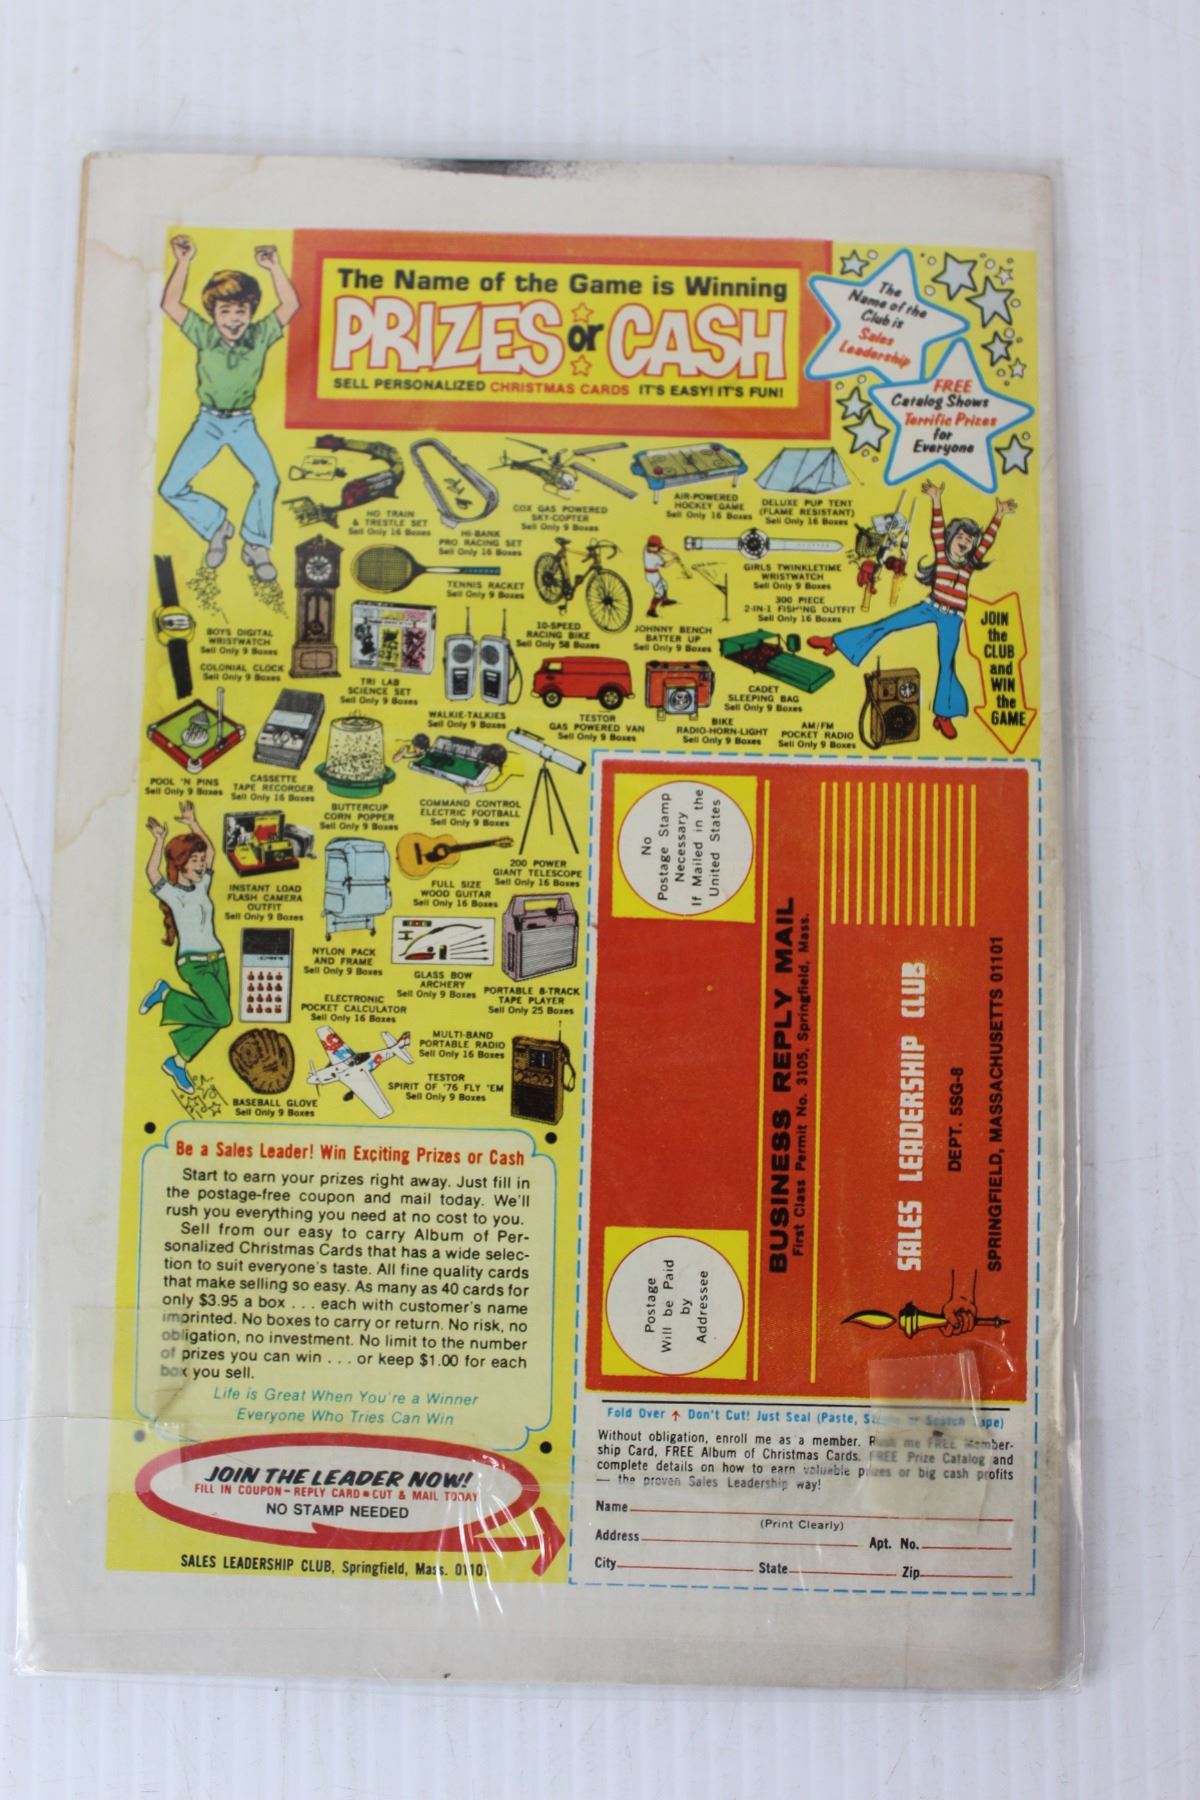 The Name of the Game is Winning
PRIZES or CASH
SELL PERSONALIZED CHRISTMAS CARDS IT'S EASY! IT'S FUN!
The
Name of the
Club is
Sales
Leadership
FREE
Catalog Shows
Terrific Prizes
for
Everyone
HO TRAIN
& TRESTLE SET
Sell Only 16 Boxes
HI-BANK
PRO RACING SET
Sell Only 16 Boxes
COX GAS POWERED
SKY-COPTER
Sell Only 9 Boxes
AIR-POWERED
HOCKEY GAME
Sell Only 16 Boxes
DELUXE PUP TENT
(FLAME RESISTANT)
Sell Only 16 Boxes
TENNIS RACKET
Sell Only 9 Boxes
GIRLS TWINKLETIME
WRISTWATCH
Sell Only 9 Boxes
300 PIECE
2-IN-1 FISHING OUTFIT
Sell Only 16 Boxes
BOYS DIGITAL
WRISTWATCH
Sell Only 9 Boxes
COLONIAL CLOCK
Sell Only 9 Boxes
10-SPEED
RACING BIKE
Sell Only 58 Boxes
JOHNNY BENCH
BATTER UP
Sell Only 9 Boxes
JOIN
the
CLUB
and
WIN
the
GAME
TRI LAB
SCIENCE SET
Sell Only 9 Boxes
CADET
SLEEPING BAG
Sell Only 9 Boxes
WALKIE-TALKIES
Sell Only 9 Boxes
TESTOR
GAS POWERED VAN
Sell Only 9 Boxes
BIKE
RADIO-HORN-LIGHT
Sell Only 9 Boxes
AM/FM
POCKET RADIO
Sell Only 9 Boxes
POOL 'N PINS
Sell Only 9 Boxes
CASSETTE
TAPE RECORDER
Sell Only 16 Boxes
BUTTERCUP
CORN POPPER
Sell Only 9 Boxes
COMMAND CONTROL
ELECTRIC FOOTBALL
Sell Only 9 Boxes
200 POWER
GIANT TELESCOPE
Sell Only 16 Boxes
INSTANT LOAD
FLASH CAMERA
OUTFIT
Sell Only 9 Boxes
FULL SIZE
WOOD GUITAR
Sell Only 16 Boxes
NYLON PACK
AND FRAME
Sell Only 9 Boxes
GLASS BOW
ARCHERY
Sell Only 9 Boxes
PORTABLE 8-TRACK
TAPE PLAYER
Sell Only 25 Boxes
ELECTRONIC
POCKET CALCULATOR
Sell Only 16 Boxes
MULTI-BAND
PORTABLE RADIO
Sell Only 16 Boxes
TESTOR
SPIRIT OF '76 FLY 'EM
Sell Only 9 Boxes
BASEBALL GLOVE
Sell Only 9 Boxes
Be a Sales Leader! Win Exciting Prizes or Cash
Start to earn your prizes right away. Just fill in
the postage-free coupon and mail today. We'll
rush you everything you need at no cost to you.
Sell from our easy to carry Album of Per-
sonalized Christmas Cards that has a wide selec-
tion to suit everyone's taste. All fine quality cards
that make selling so easy. As many as 40 cards for
only $3.95 a box . . . each with customer's name
imprinted. No boxes to carry or return. No risk, no
obligation, no investment. No limit to the number
of prizes you can win . . . or keep $1.00 for each
box you sell.
Life is Great When You're a Winner
Everyone Who Tries Can Win
JOIN THE LEADER NOW!
FILL IN COUPON - REPLY CARD • CUT & MAIL TODAY
NO STAMP NEEDED
SALES LEADERSHIP CLUB, Springfield, Mass. 01101
No
Postage Stamp
Necessary
If Mailed in the
United States
Postage
Will be Paid
by
Addressee
BUSINESS REPLY MAIL
First Class Permit No. 3105, Springfield, Mass.
SALES LEADERSHIP CLUB
DEPT. 5SG-8
SPRINGFIELD, MASSACHUSETTS 01101
Fold Over ↑ Don't Cut! Just Seal (Paste, Staple or Scotch Tape)
Without obligation, enroll me as a member. Rush me FREE Member-
ship Card, FREE Album of Christmas Cards. FREE Prize Catalog and
complete details on how to earn valuable prizes or big cash profits
— the proven Sales Leadership way!
Name
(Print Clearly)
Address Apt. No.
City State Zip